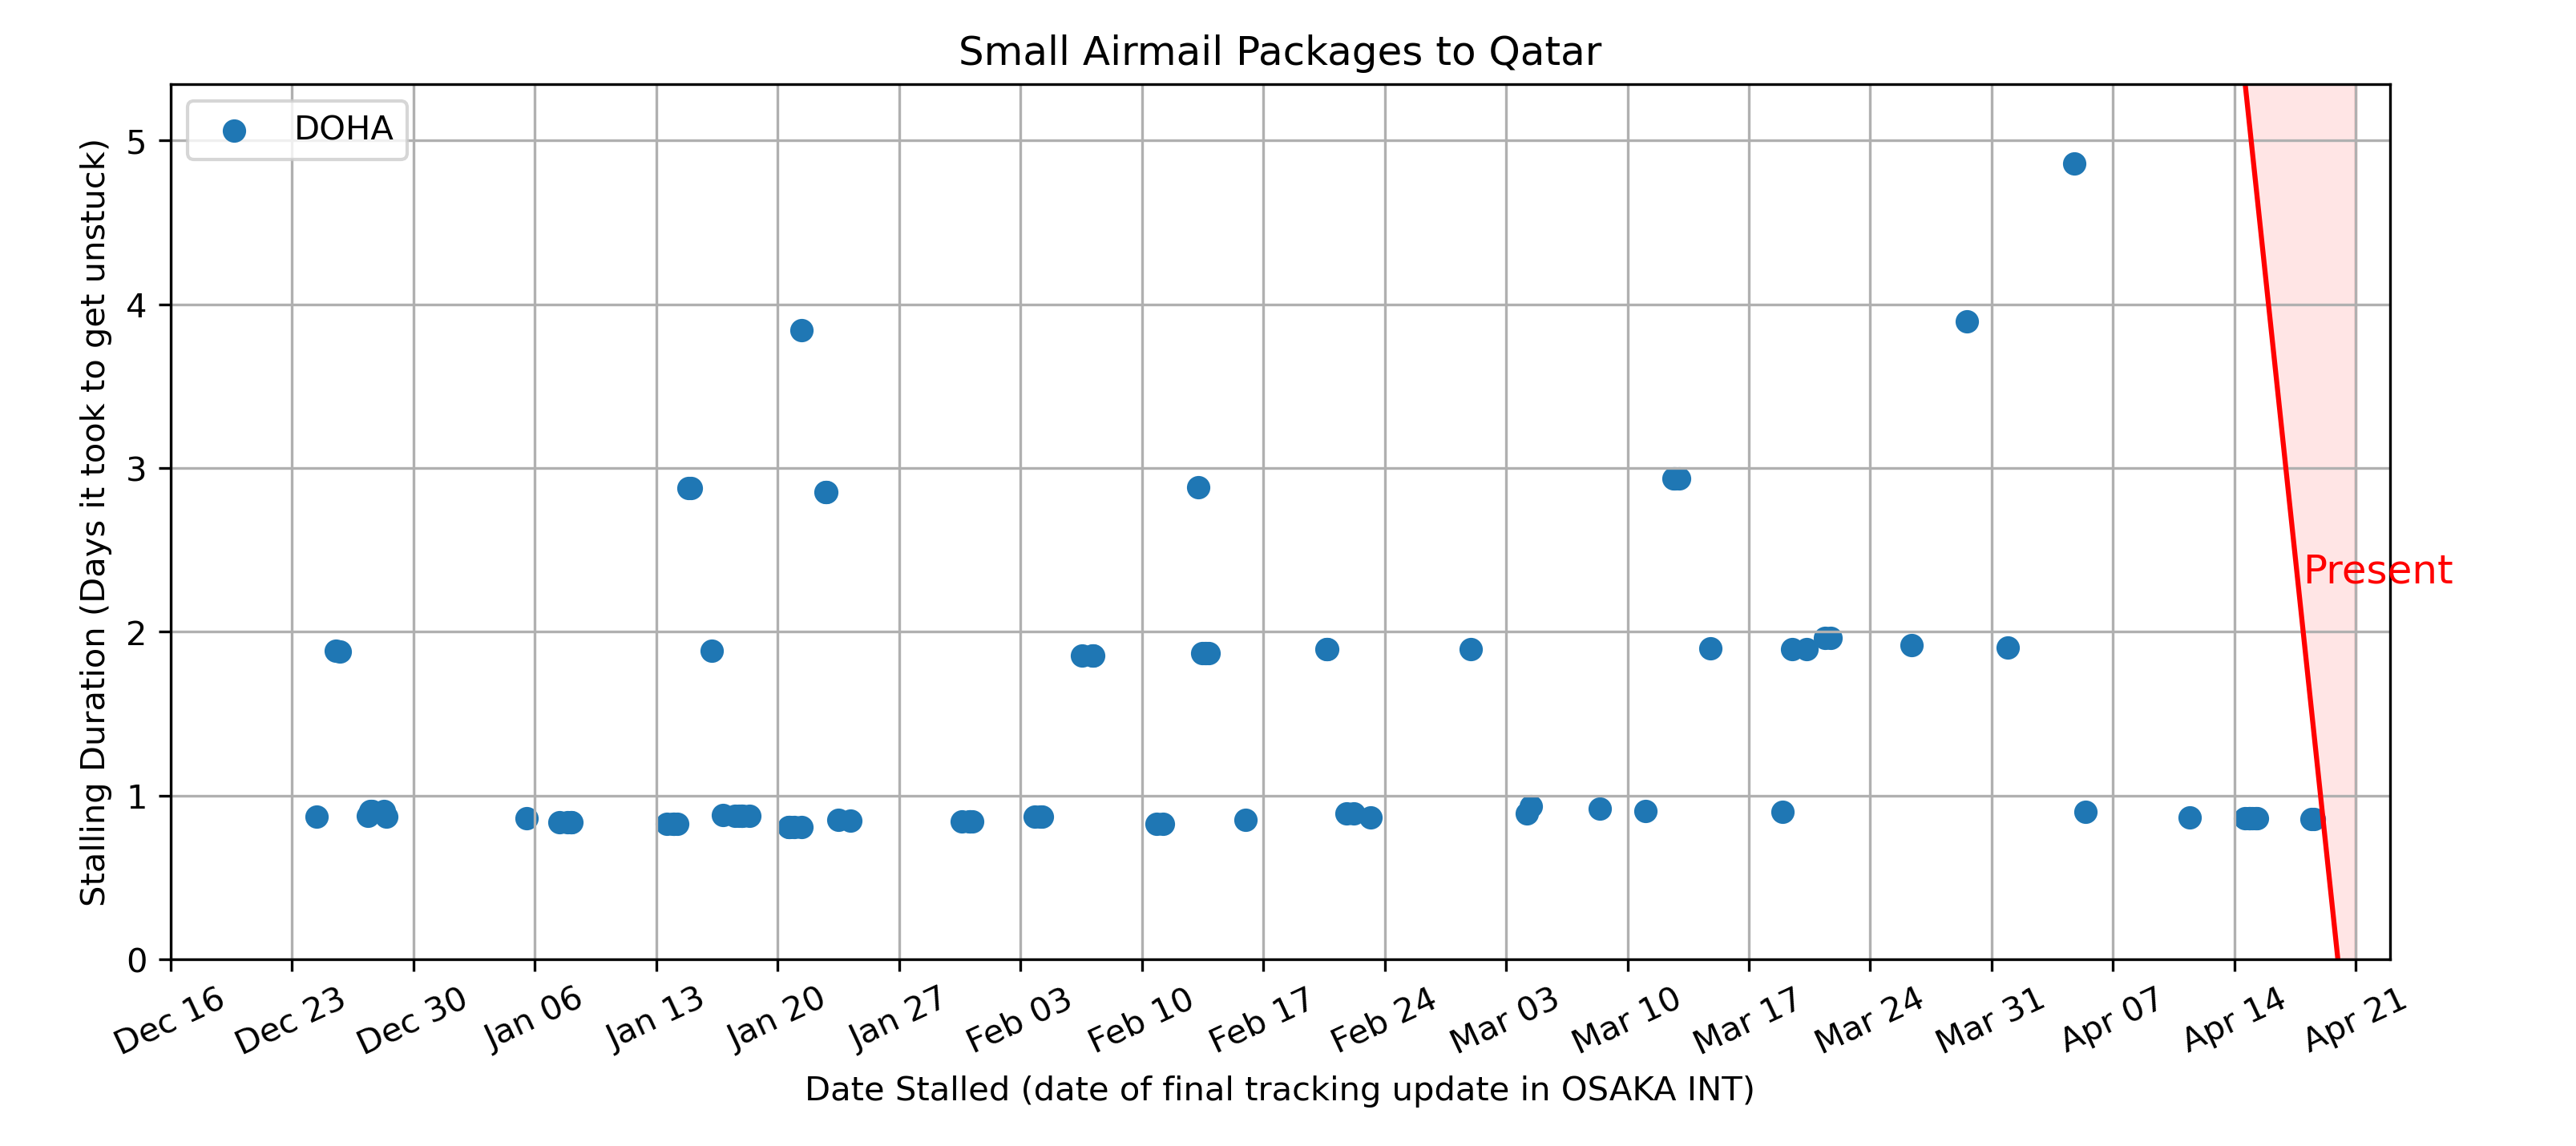 Small Airmail Packages to Qatar
DOHA
Stalling Duration (Days it took to get unstuck)
5
4
3
2
1
0
Present
Dec 16 Dec 23 Dec 30 Jan 06 Jan 13 Jan 20 Jan 27 Feb 03 Feb 10 Feb 17 Feb 24 Mar 03 Mar 10 Mar 17 Mar 24 Mar 31 Apr 07 Apr 14 Apr 21
Date Stalled (date of final tracking update in OSAKA INT)